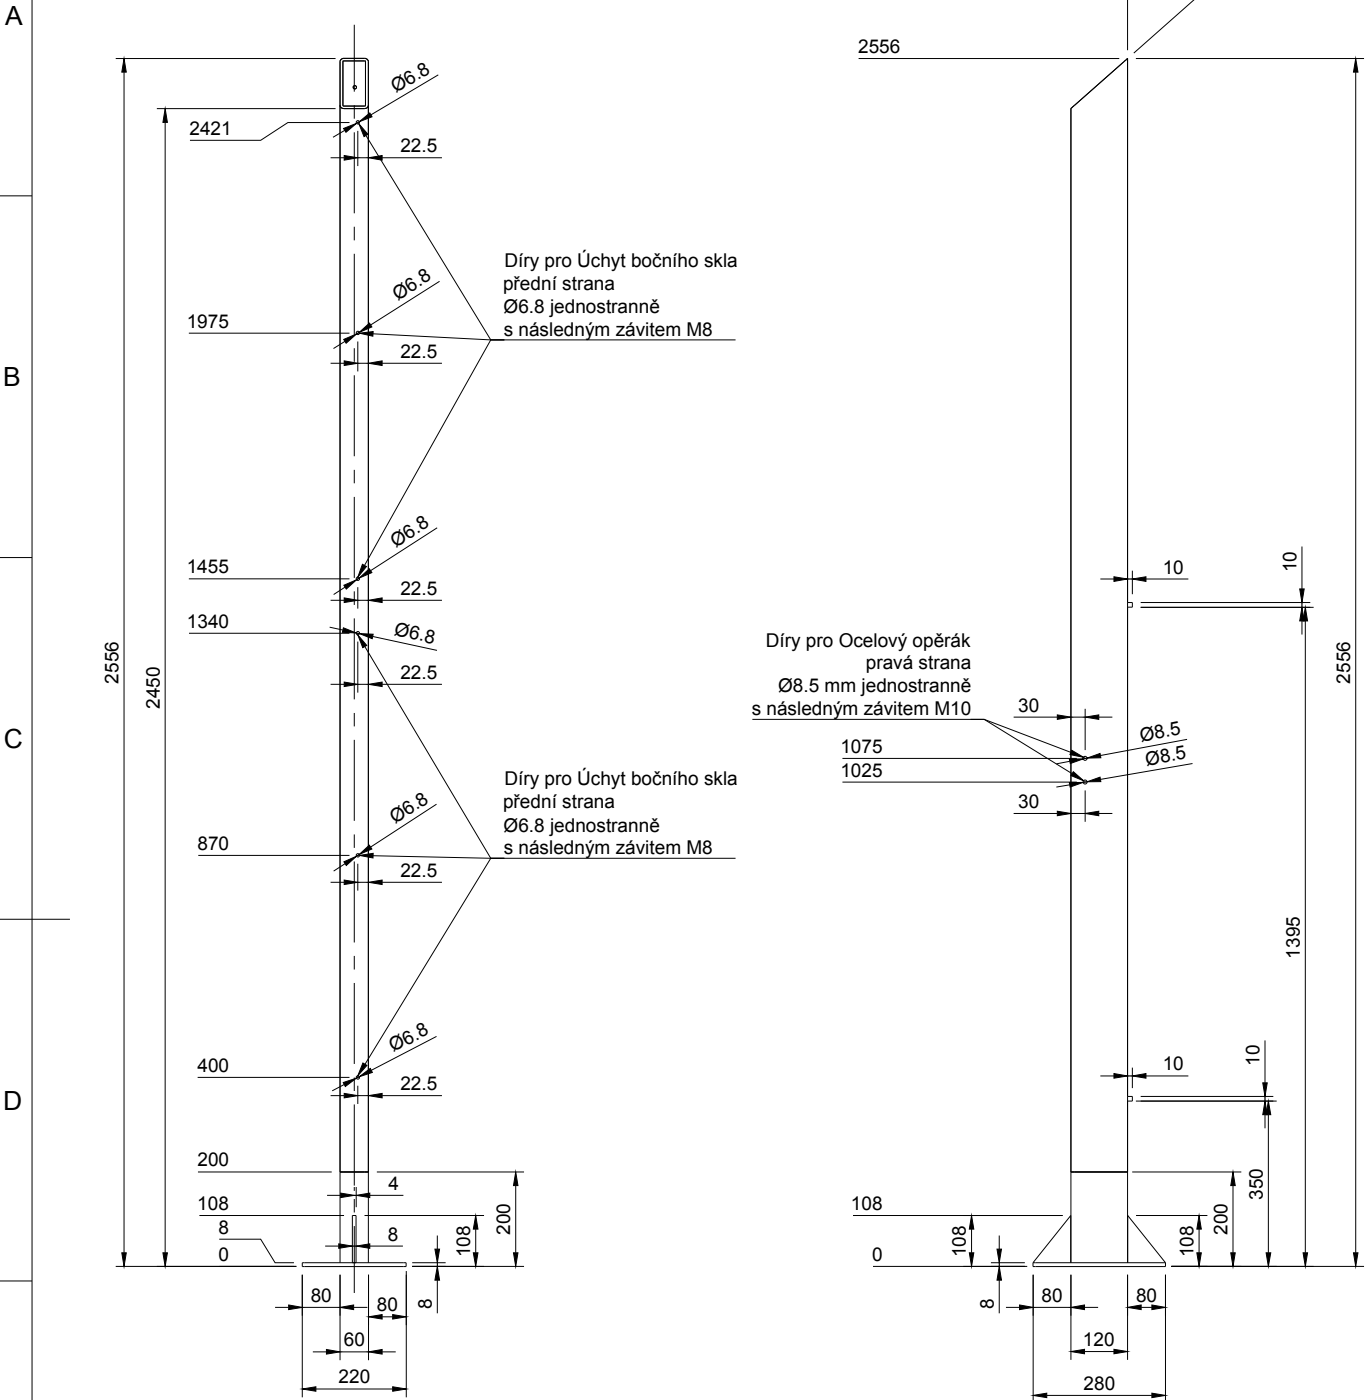 A
B
C
D
2556
2450
2421
Ø6.8
22.5
Díry pro Úchyt bočního skla
přední strana
Ø6.8 jednostranně
s následným závitem M8
1975
Ø6.8
22.5
1455
Ø6.8
22.5
1340
Ø6.8
22.5
Díry pro Úchyt bočního skla
přední strana
Ø6.8 jednostranně
s následným závitem M8
870
Ø6.8
22.5
400
Ø6.8
22.5
200
108
8
0
4
8
108
200
80
80
8
60
220
2556
2556
10
10
Díry pro Ocelový opěrák
pravá strana
Ø8.5 mm jednostranně
s následným závitem M10
30
1075
1025
Ø8.5
Ø8.5
30
1395
10
10
350
200
108
108
108
0
8
80
80
120
280